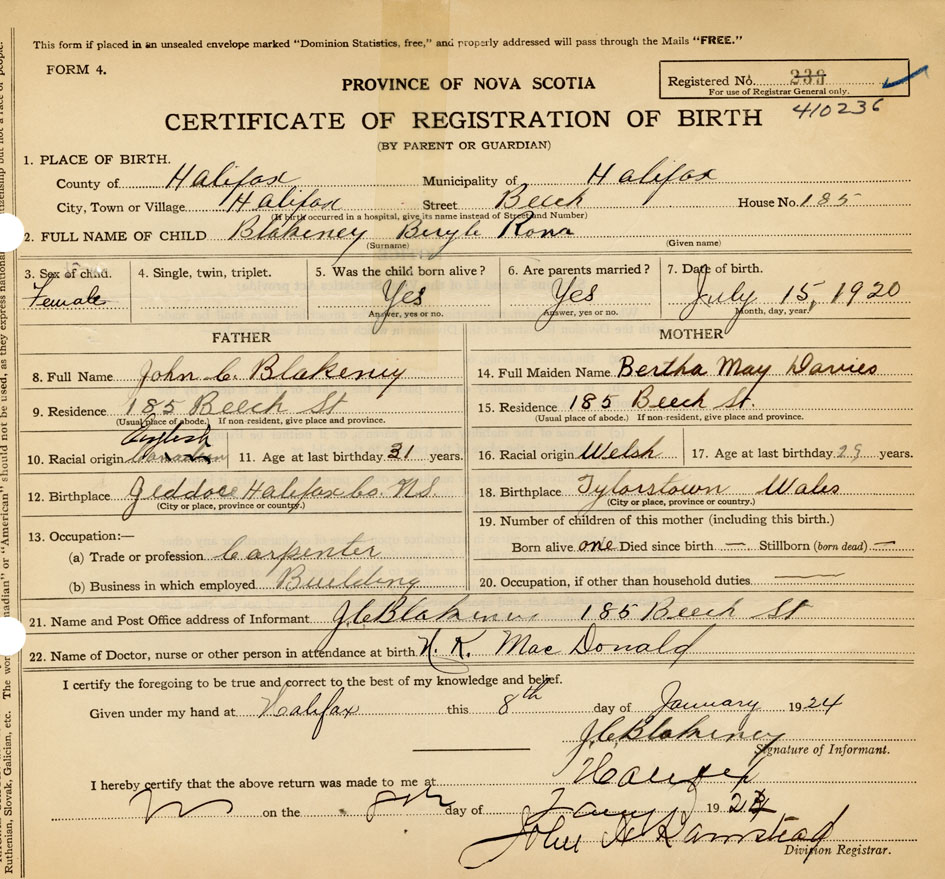 This form if placed in an unsealed envelope marked "Dominion Statistics, free," and properly addressed will pass through the Mails "FREE."
FORM 4.
Registered No. 233
For use of Registrar General only.
410236
PROVINCE OF NOVA SCOTIA
CERTIFICATE OF REGISTRATION OF BIRTH
(BY PARENT OR GUARDIAN)
1. PLACE OF BIRTH.
County of Halifax Municipality of Halifax
City, Town or Village Halifax Street Beech House No. 185
(If birth occurred in a hospital, give its name instead of Street and Number)
2. FULL NAME OF CHILD Blakeney Beryle Rona
(Surname) (Given name)
3. Sex of child. Female
4. Single, twin, triplet.
5. Was the child born alive? Yes
Answer, yes or no.
6. Are parents married? Yes
Answer, yes or no.
7. Date of birth. July 15, 1920
Month, day, year.
FATHER
8. Full Name John C. Blakeney
9. Residence 185 Beech St
(Usual place of abode.) If non-resident, give place and province.
10. Racial origin English Canadian 11. Age at last birthday 31 years.
12. Birthplace Jeddore Halifax Co. N.S.
(City or place, province or country.)
13. Occupation:—
(a) Trade or profession Carpenter
(b) Business in which employed Building
MOTHER
14. Full Maiden Name Bertha May Davies
15. Residence 185 Beech St.
(Usual place of abode.) If non-resident, give place and province.
16. Racial origin Welsh 17. Age at last birthday 29 years.
18. Birthplace Tylorstown Wales
(City or place, province or country.)
19. Number of children of this mother (including this birth.)
Born alive one Died since birth — Stillborn (born dead) —
20. Occupation, if other than household duties. —
21. Name and Post Office address of Informant J.C. Blakeney 185 Beech St
22. Name of Doctor, nurse or other person in attendance at birth. N. K. MacDonald
I certify the foregoing to be true and correct to the best of my knowledge and belief.
Given under my hand at Halifax this 8th day of January 1924
J.C. Blakeney
Signature of Informant.
I hereby certify that the above return was made to me at Halifax
on the 8th day of Jany 1924
John A
Division Registrar.